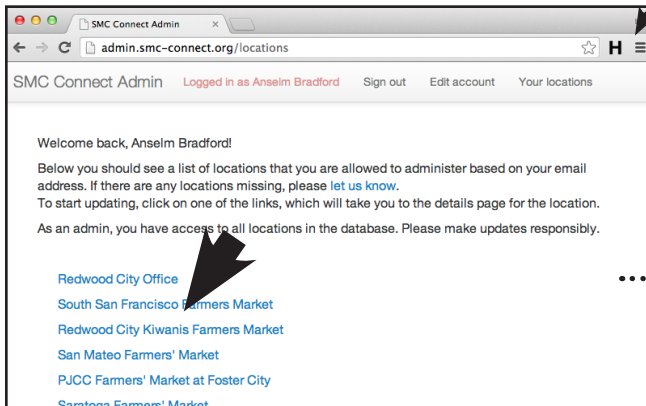 SMC Connect Admin
admin.smc-connect.org/locations
H
SMC Connect Admin Logged in as Anselm Bradford Sign out Edit account Your locations
Welcome back, Anselm Bradford!
Below you should see a list of locations that you are allowed to administer based on your email
address. If there are any locations missing, please let us know.
To start updating, click on one of the links, which will take you to the details page for the location.
As an admin, you have access to all locations in the database. Please make updates responsibly.
Redwood City Office
South San Francisco Farmers Market
Redwood City Kiwanis Farmers Market
San Mateo Farmers' Market
PJCC Farmers' Market at Foster City
Saratoga Farmers' Market